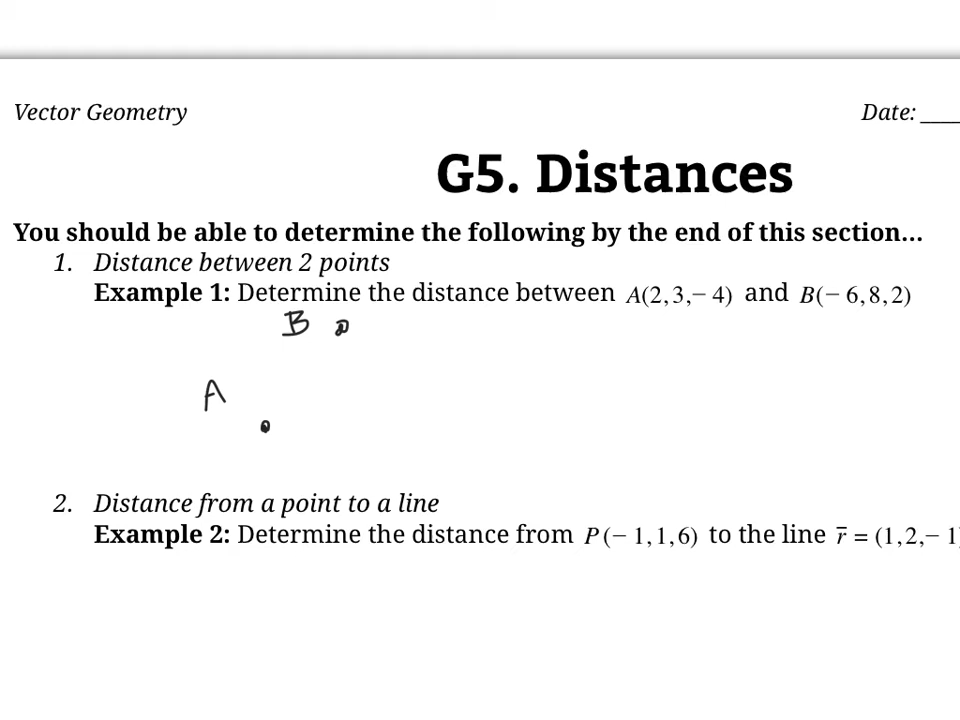 Vector Geometry Date: ____
G5. Distances
You should be able to determine the following by the end of this section...
1. Distance between 2 points
Example 1: Determine the distance between A(2,3,− 4) and B(− 6,8,2)
B
A
2. Distance from a point to a line
Example 2: Determine the distance from P(− 1,1,6) to the line r̅ = (1,2,− 1)